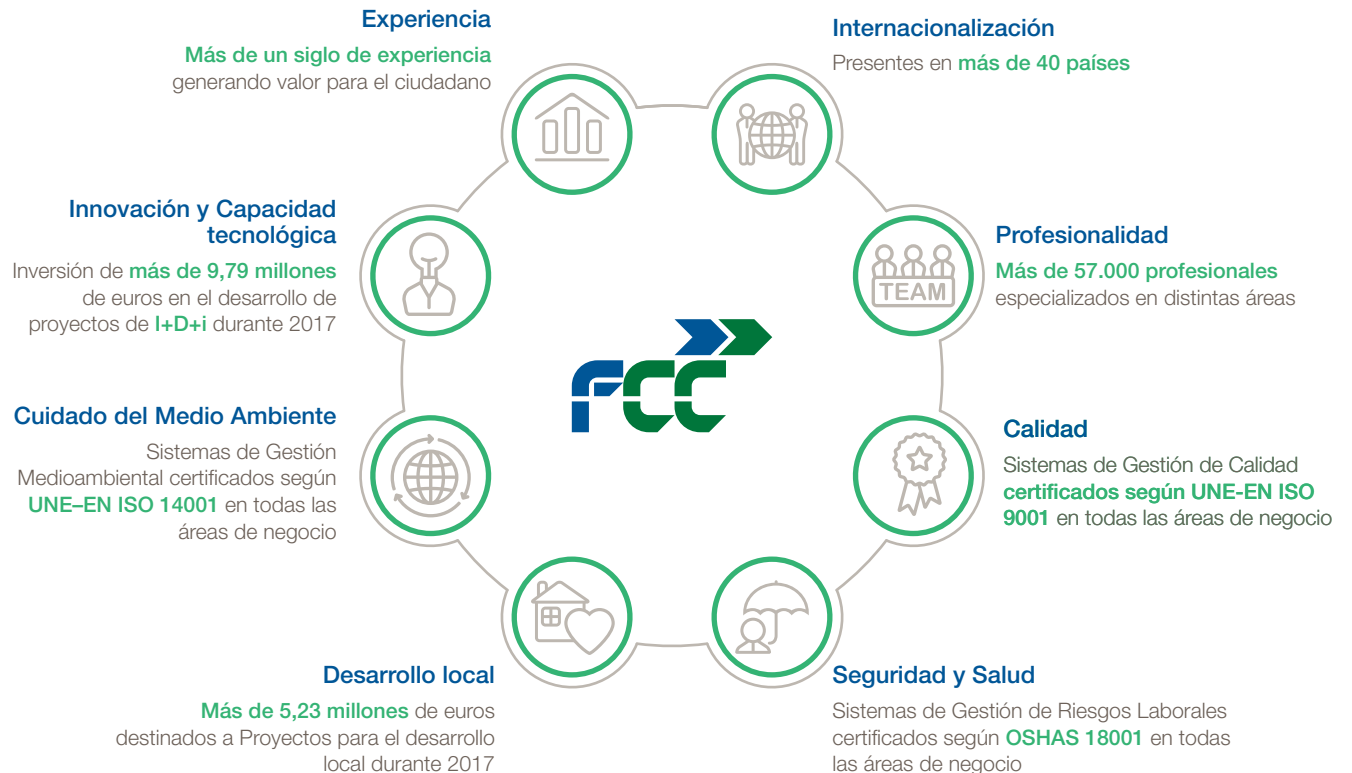 Experiencia
Más de un siglo de experiencia
generando valor para el ciudadano
Internacionalización
Presentes en más de 40 países
Innovación y Capacidad
tecnológica
Inversión de más de 9,79 millones
de euros en el desarrollo de
proyectos de I+D+i durante 2017
TEAM
Profesionalidad
Más de 57.000 profesionales
especializados en distintas áreas
FCC
Cuidado del Medio Ambiente
Sistemas de Gestión
Medioambiental certificados según
UNE–EN ISO 14001 en todas las
áreas de negocio
Calidad
Sistemas de Gestión de Calidad
certificados según UNE-EN ISO
9001 en todas las áreas de negocio
Desarrollo local
Más de 5,23 millones de euros
destinados a Proyectos para el desarrollo
local durante 2017
Seguridad y Salud
Sistemas de Gestión de Riesgos Laborales
certificados según OSHAS 18001 en todas
las áreas de negocio